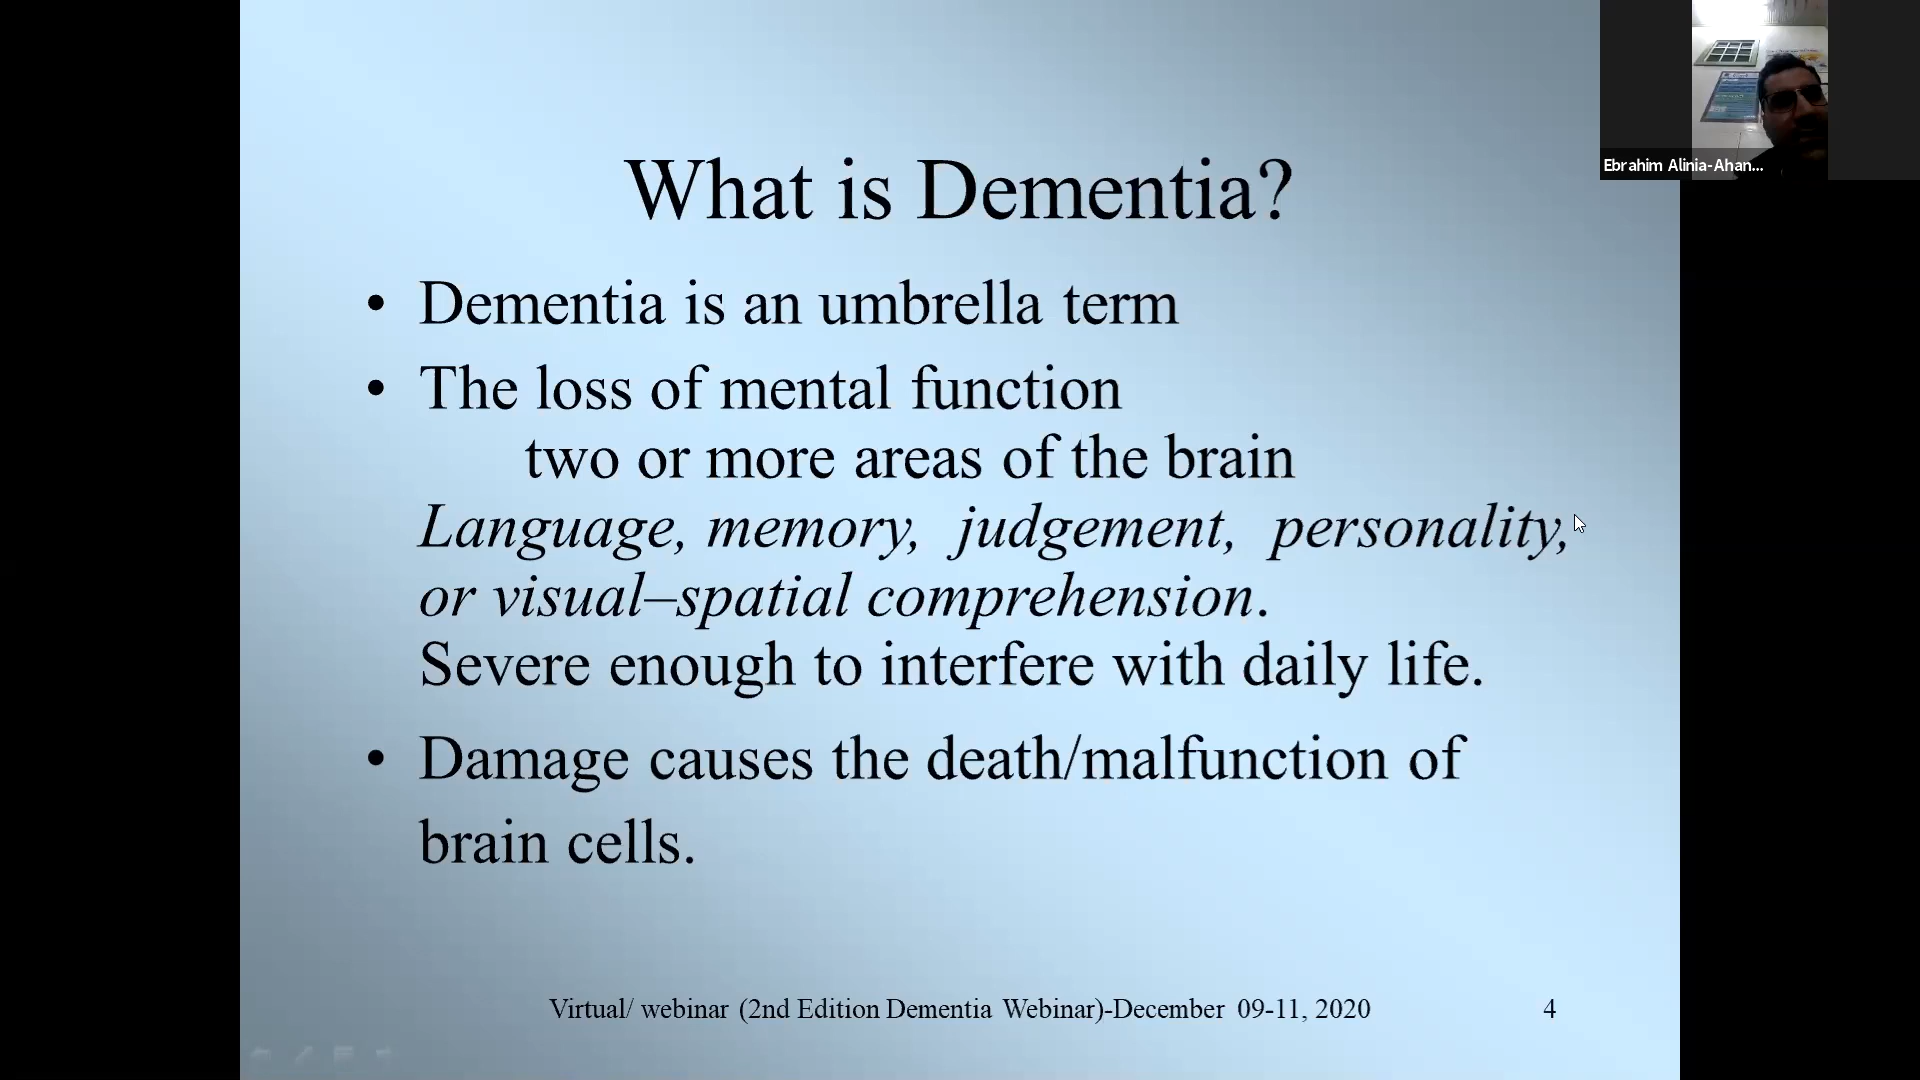 What is Dementia?
• Dementia is an umbrella term
• The loss of mental function
two or more areas of the brain
Language, memory, judgement, personality,
or visual–spatial comprehension.
Severe enough to interfere with daily life.
• Damage causes the death/malfunction of
brain cells.
Virtual/ webinar (2nd Edition Dementia Webinar)-December 09-11, 2020
4
Ebrahim Alinia-Ahan...